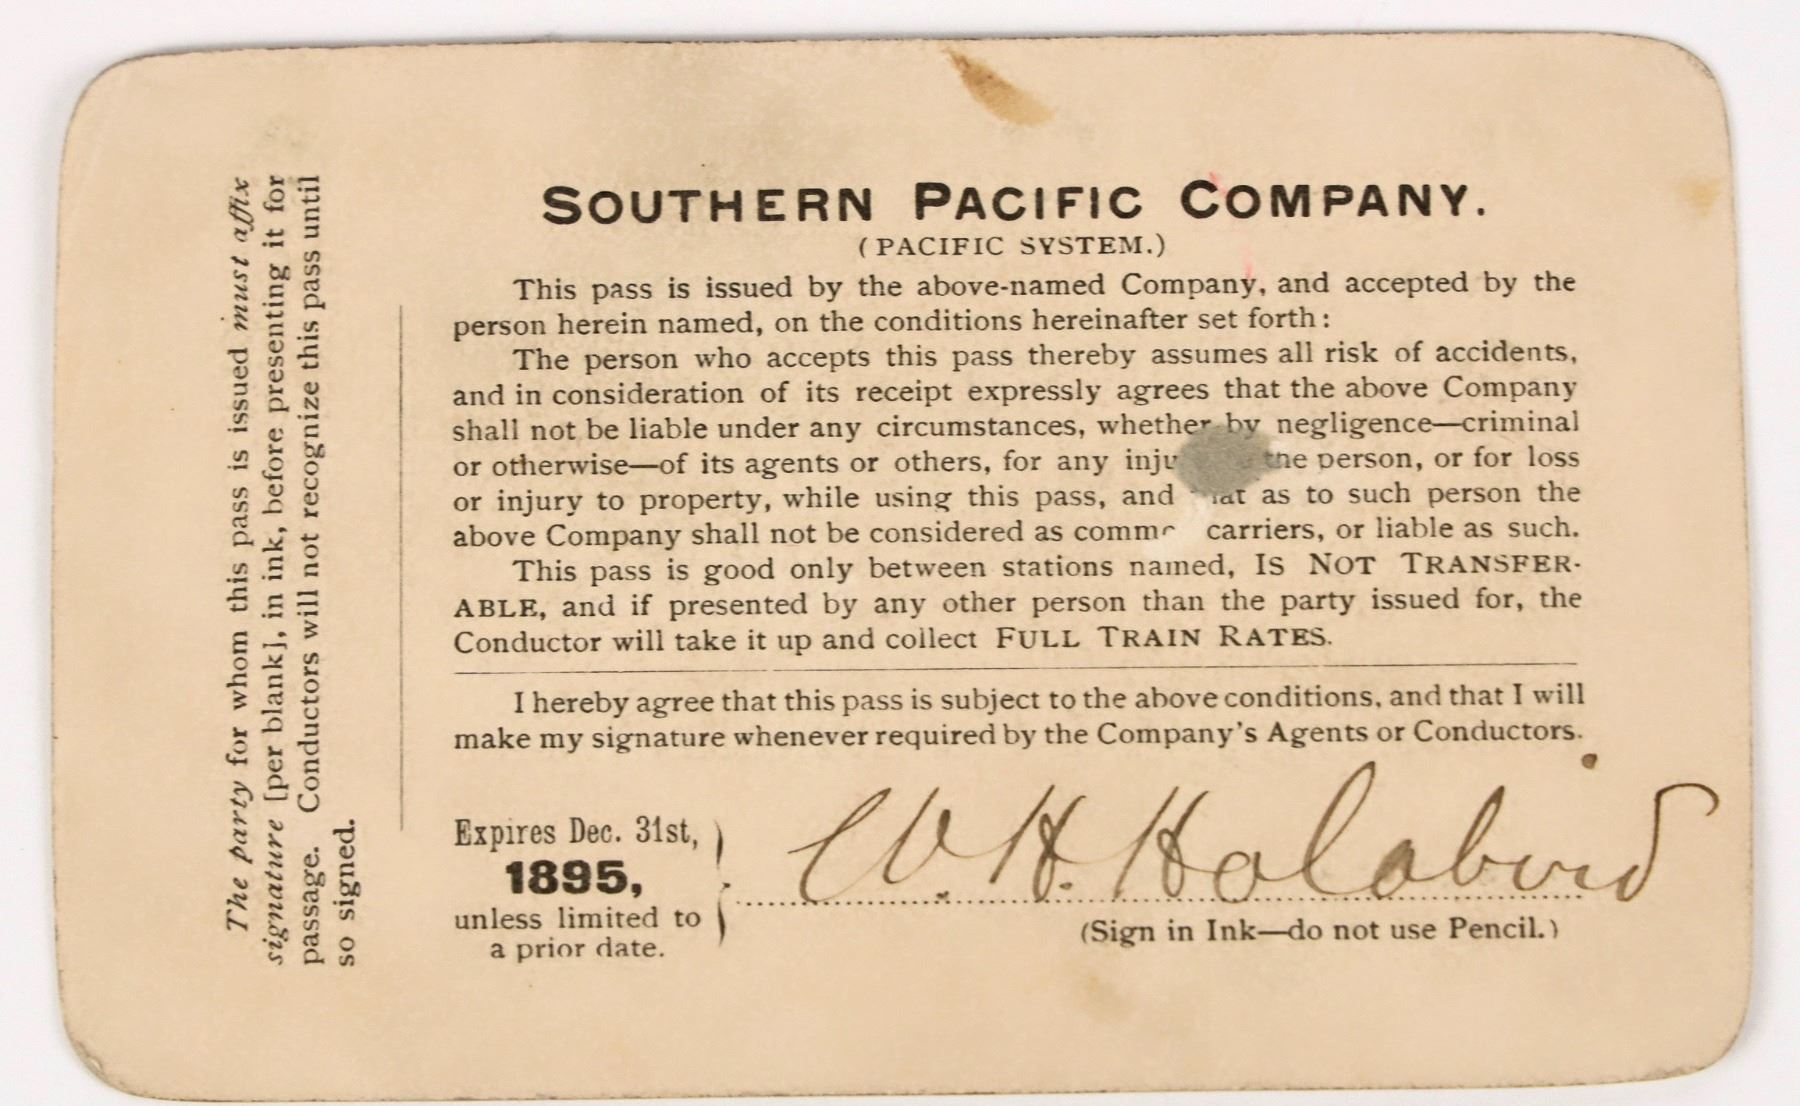 SOUTHERN PACIFIC COMPANY.
(PACIFIC SYSTEM.)
This pass is issued by the above-named Company, and accepted by the
person herein named, on the conditions hereinafter set forth:
The person who accepts this pass thereby assumes all risk of accidents,
and in consideration of its receipt expressly agrees that the above Company
shall not be liable under any circumstances, whether by negligence—criminal
or otherwise—of its agents or others, for any the person, or for loss
or injury to property, while using this pass, and as to such person the
above Company shall not be considered as carriers, or liable as such.
This pass is good only between stations named, IS NOT TRANSFER-
ABLE, and if presented by any other person than the party issued for, the
Conductor will take it up and collect FULL TRAIN RATES.
I hereby agree that this pass is subject to the above conditions, and that I will
make my signature whenever required by the Company's Agents or Conductors.
Expires Dec. 31st,
1895,
unless limited to
a prior date.
W. H. Holabird
(Sign in Ink—do not use Pencil.)
The party for whom this pass is issued must affix
signature [per blank], in ink, before presenting it for
passage. Conductors will not recognize this pass until
so signed.